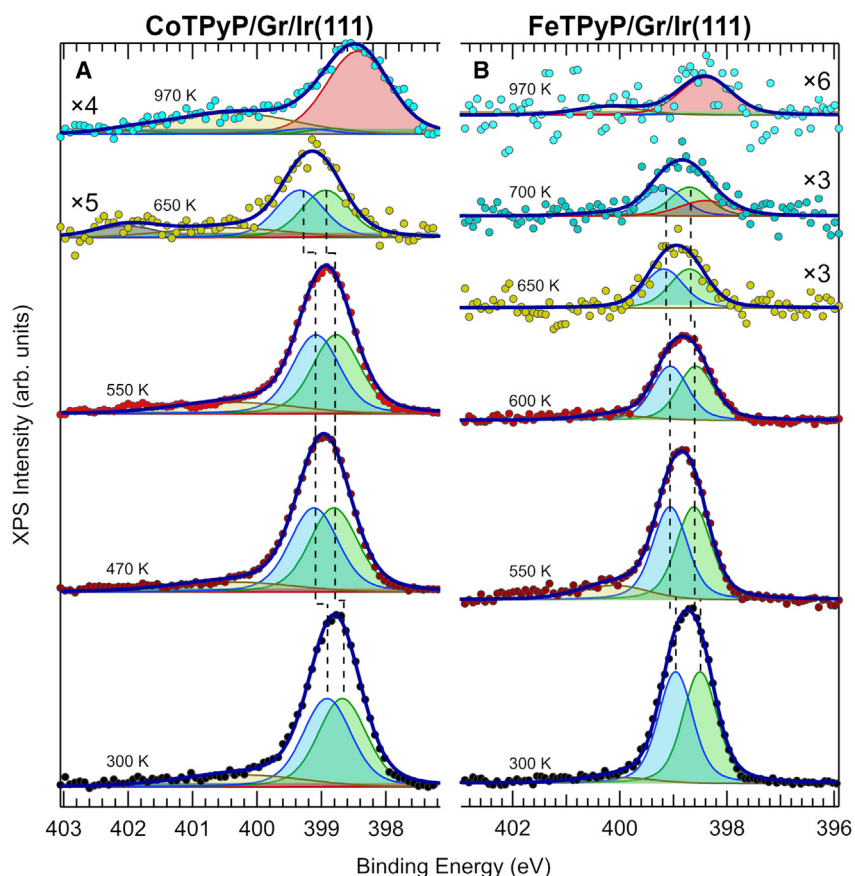 CoTPyP/Gr/Ir(111)
FeTPyP/Gr/Ir(111)
A
B
970 K
×4
970 K
×6
650 K
×5
700 K
×3
650 K
×3
550 K
600 K
470 K
550 K
300 K
300 K
XPS Intensity (arb. units)
403 402 401 400 399 398
402 400 398 396
Binding Energy (eV)